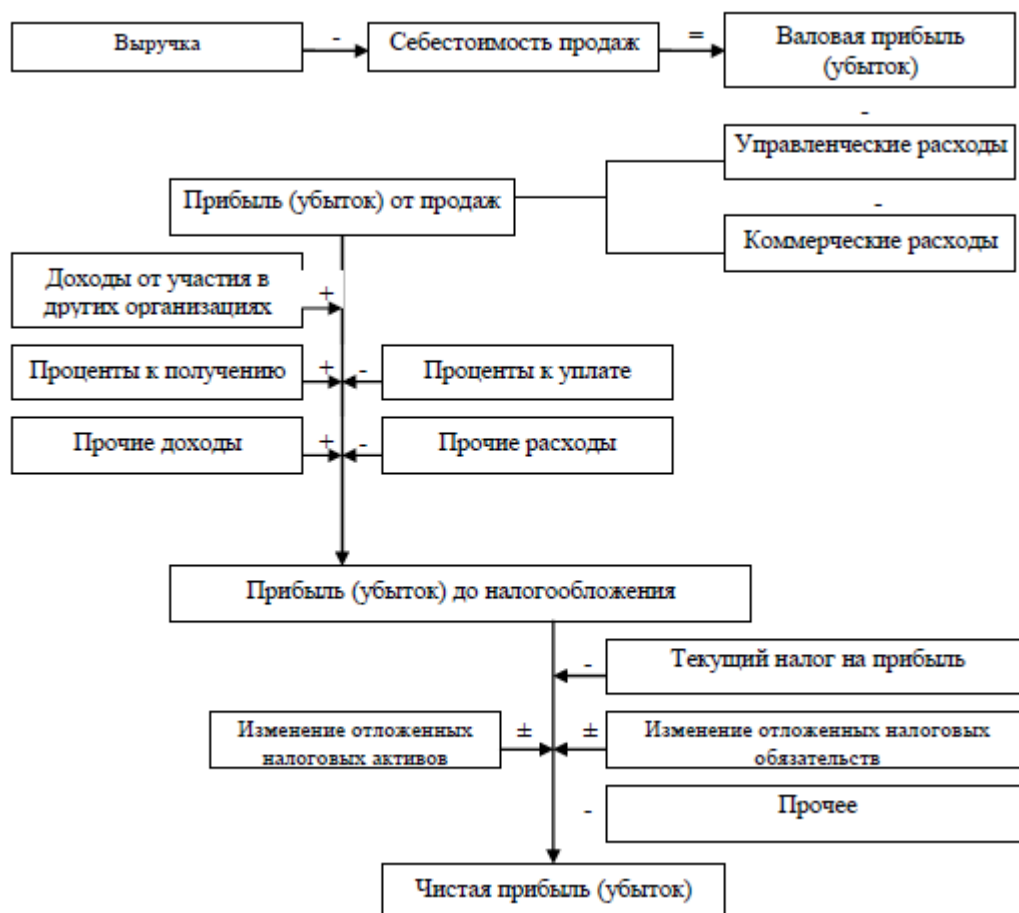 Выручка
-
Себестоимость продаж
=
Валовая прибыль
(убыток)
-
Управленческие расходы
Прибыль (убыток) от продаж
-
Коммерческие расходы
Доходы от участия в
других организациях
+
Проценты к получению
+
-
Проценты к уплате
Прочие доходы
+
-
Прочие расходы
Прибыль (убыток) до налогообложения
-
Текущий налог на прибыль
Изменение отложенных
налоговых активов
±
±
Изменение отложенных налоговых
обязательств
-
Прочее
Чистая прибыль (убыток)